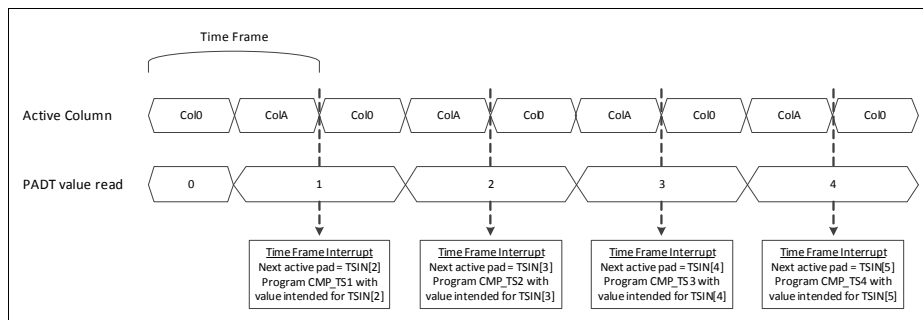 Time Frame
Active Column
Col0 ColA Col0 ColA Col0 ColA Col0 ColA Col0
PADT value read
0 1 2 3 4
Time Frame Interrupt
Next active pad = TSIN[2]
Program CMP_TS1 with
value intended for TSIN[2]
Time Frame Interrupt
Next active pad = TSIN[3]
Program CMP_TS2 with
value intended for TSIN[3]
Time Frame Interrupt
Next active pad = TSIN[4]
Program CMP_TS3 with
value intended for TSIN[4]
Time Frame Interrupt
Next active pad = TSIN[5]
Program CMP_TS4 with
value intended for TSIN[5]